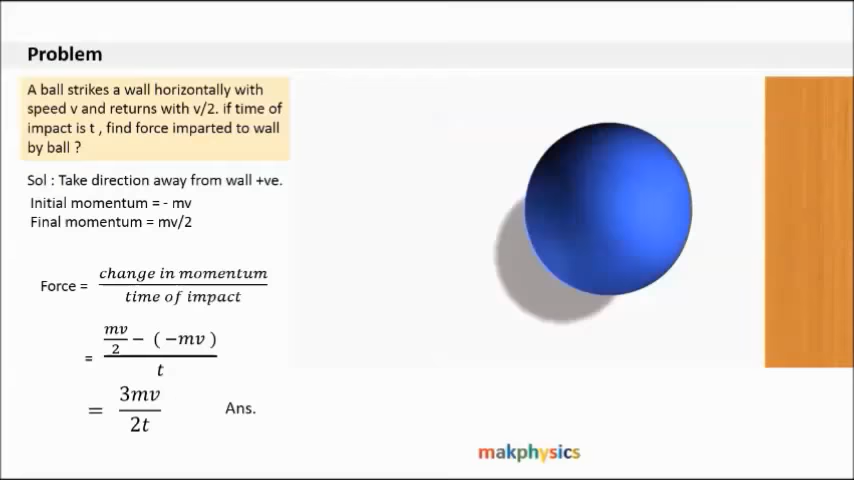 Problem
A ball strikes a wall horizontally with
speed v and returns with v/2. if time of
impact is t , find force imparted to wall
by ball ?
Sol : Take direction away from wall +ve.
Initial momentum = - mv
Final momentum = mv/2
Force = change in momentum / time of impact
= (mv/2 − ( −mv )) / t
= 3mv / 2t Ans.
makphysics